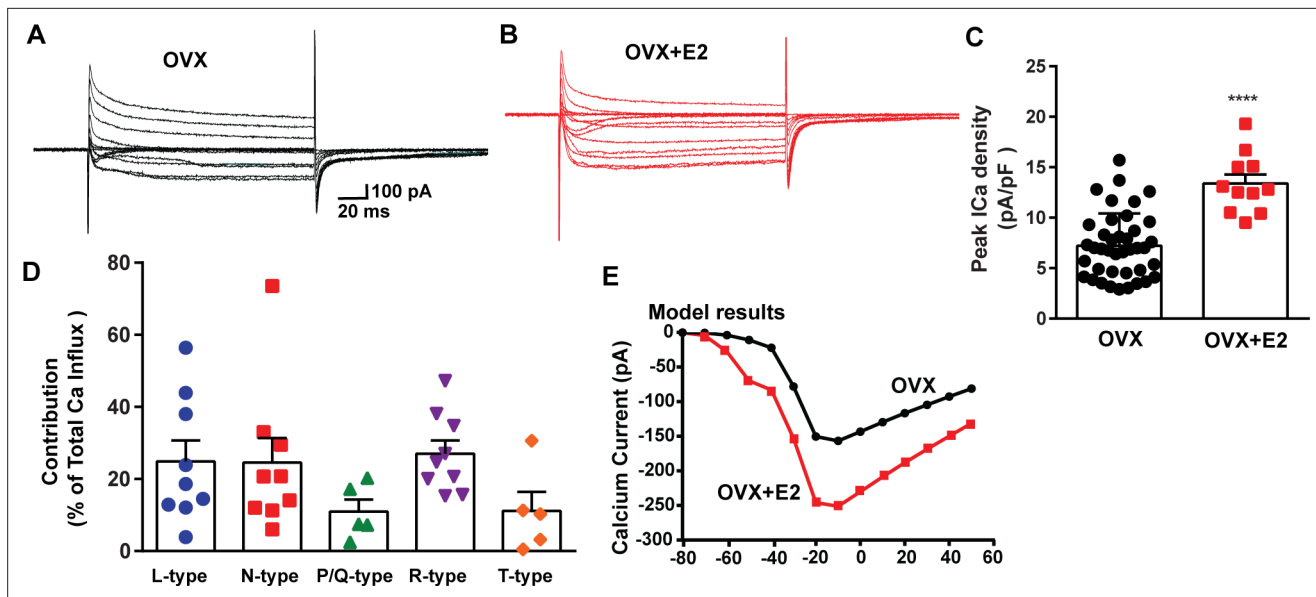 A
OVX
100 pA
20 ms
B
OVX+E2
C
Peak ICa density
(pA/pF)
25
20
15
10
5
0
****
OVX
OVX+E2
D
Contribution
(% of Total Ca Influx )
80
60
40
20
0
L-type
N-type
P/Q-type
R-type
T-type
E
Model results
Calcium Current (pA)
0
-50
-100
-150
-200
-250
-300
OVX
OVX+E2
-80
-60
-40
-20
0
20
40
50
60